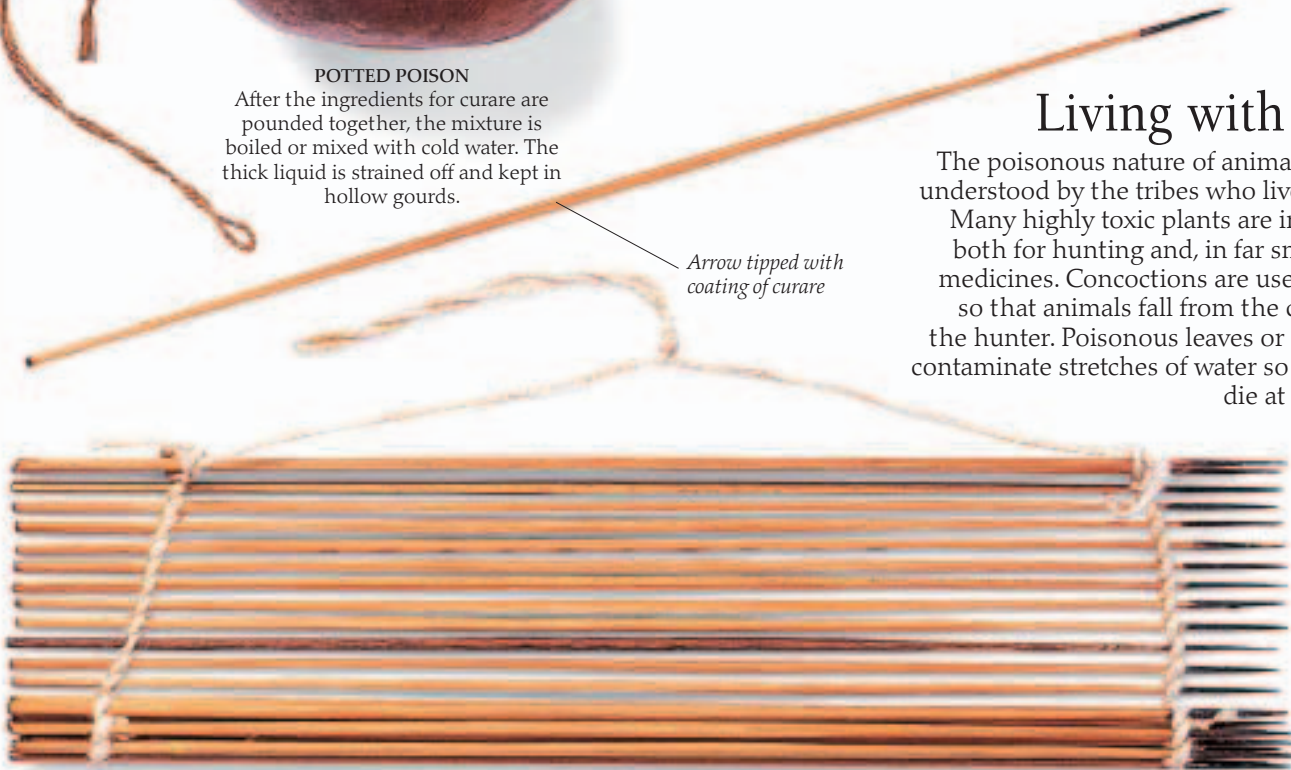 POTTED POISON
After the ingredients for curare are
pounded together, the mixture is
boiled or mixed with cold water. The
thick liquid is strained off and kept in
hollow gourds.
Arrow tipped with
coating of curare
Living with
The poisonous nature of anima
understood by the tribes who liv
Many highly toxic plants are i
both for hunting and, in far s
medicines. Concoctions are use
so that animals fall from the
the hunter. Poisonous leaves or
contaminate stretches of water so
die at